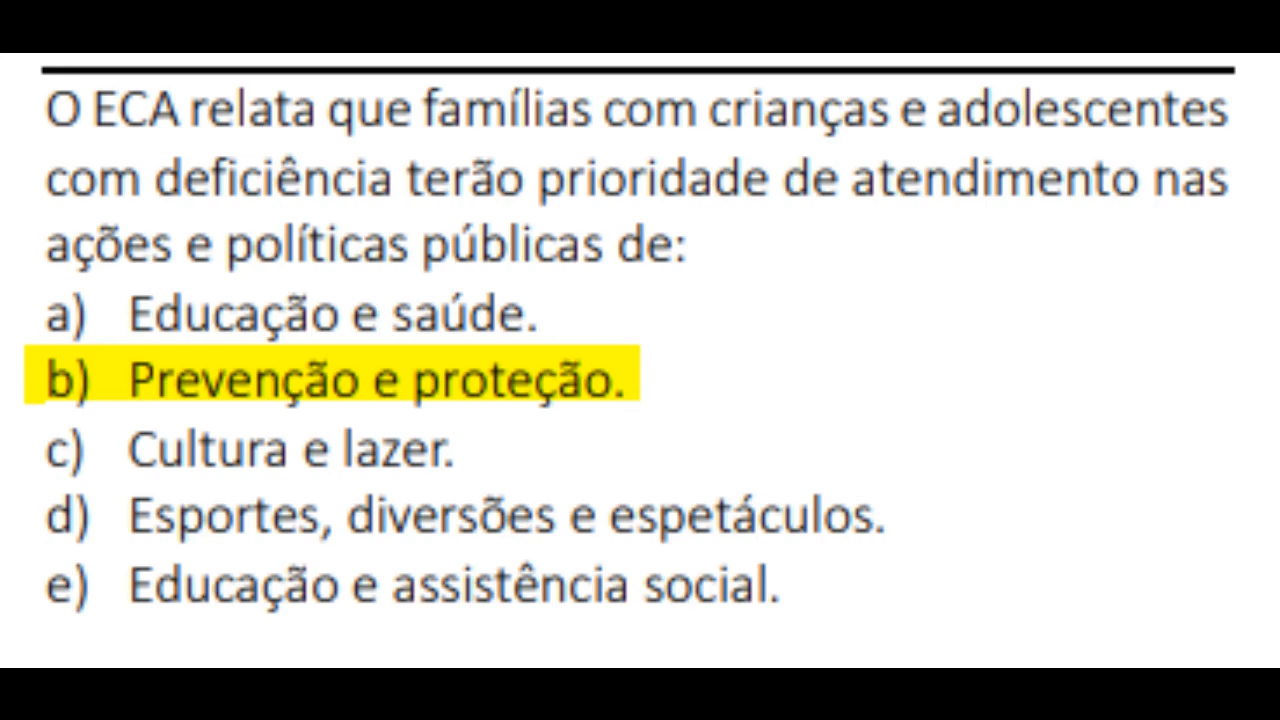 O ECA relata que famílias com crianças e adolescentes
com deficiência terão prioridade de atendimento nas
ações e políticas públicas de:
a) Educação e saúde.
b) Prevenção e proteção.
c) Cultura e lazer.
d) Esportes, diversões e espetáculos.
e) Educação e assistência social.